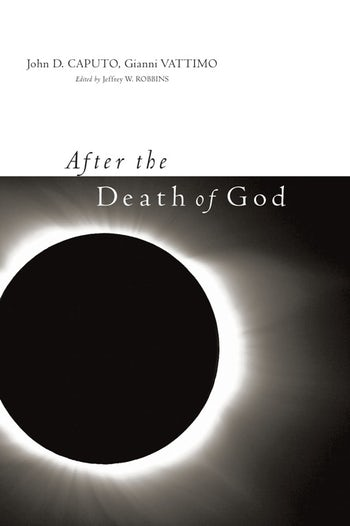 John D. CAPUTO, Gianni VATTIMO
Edited by Jeffrey W. ROBBINS
After the
Death of God